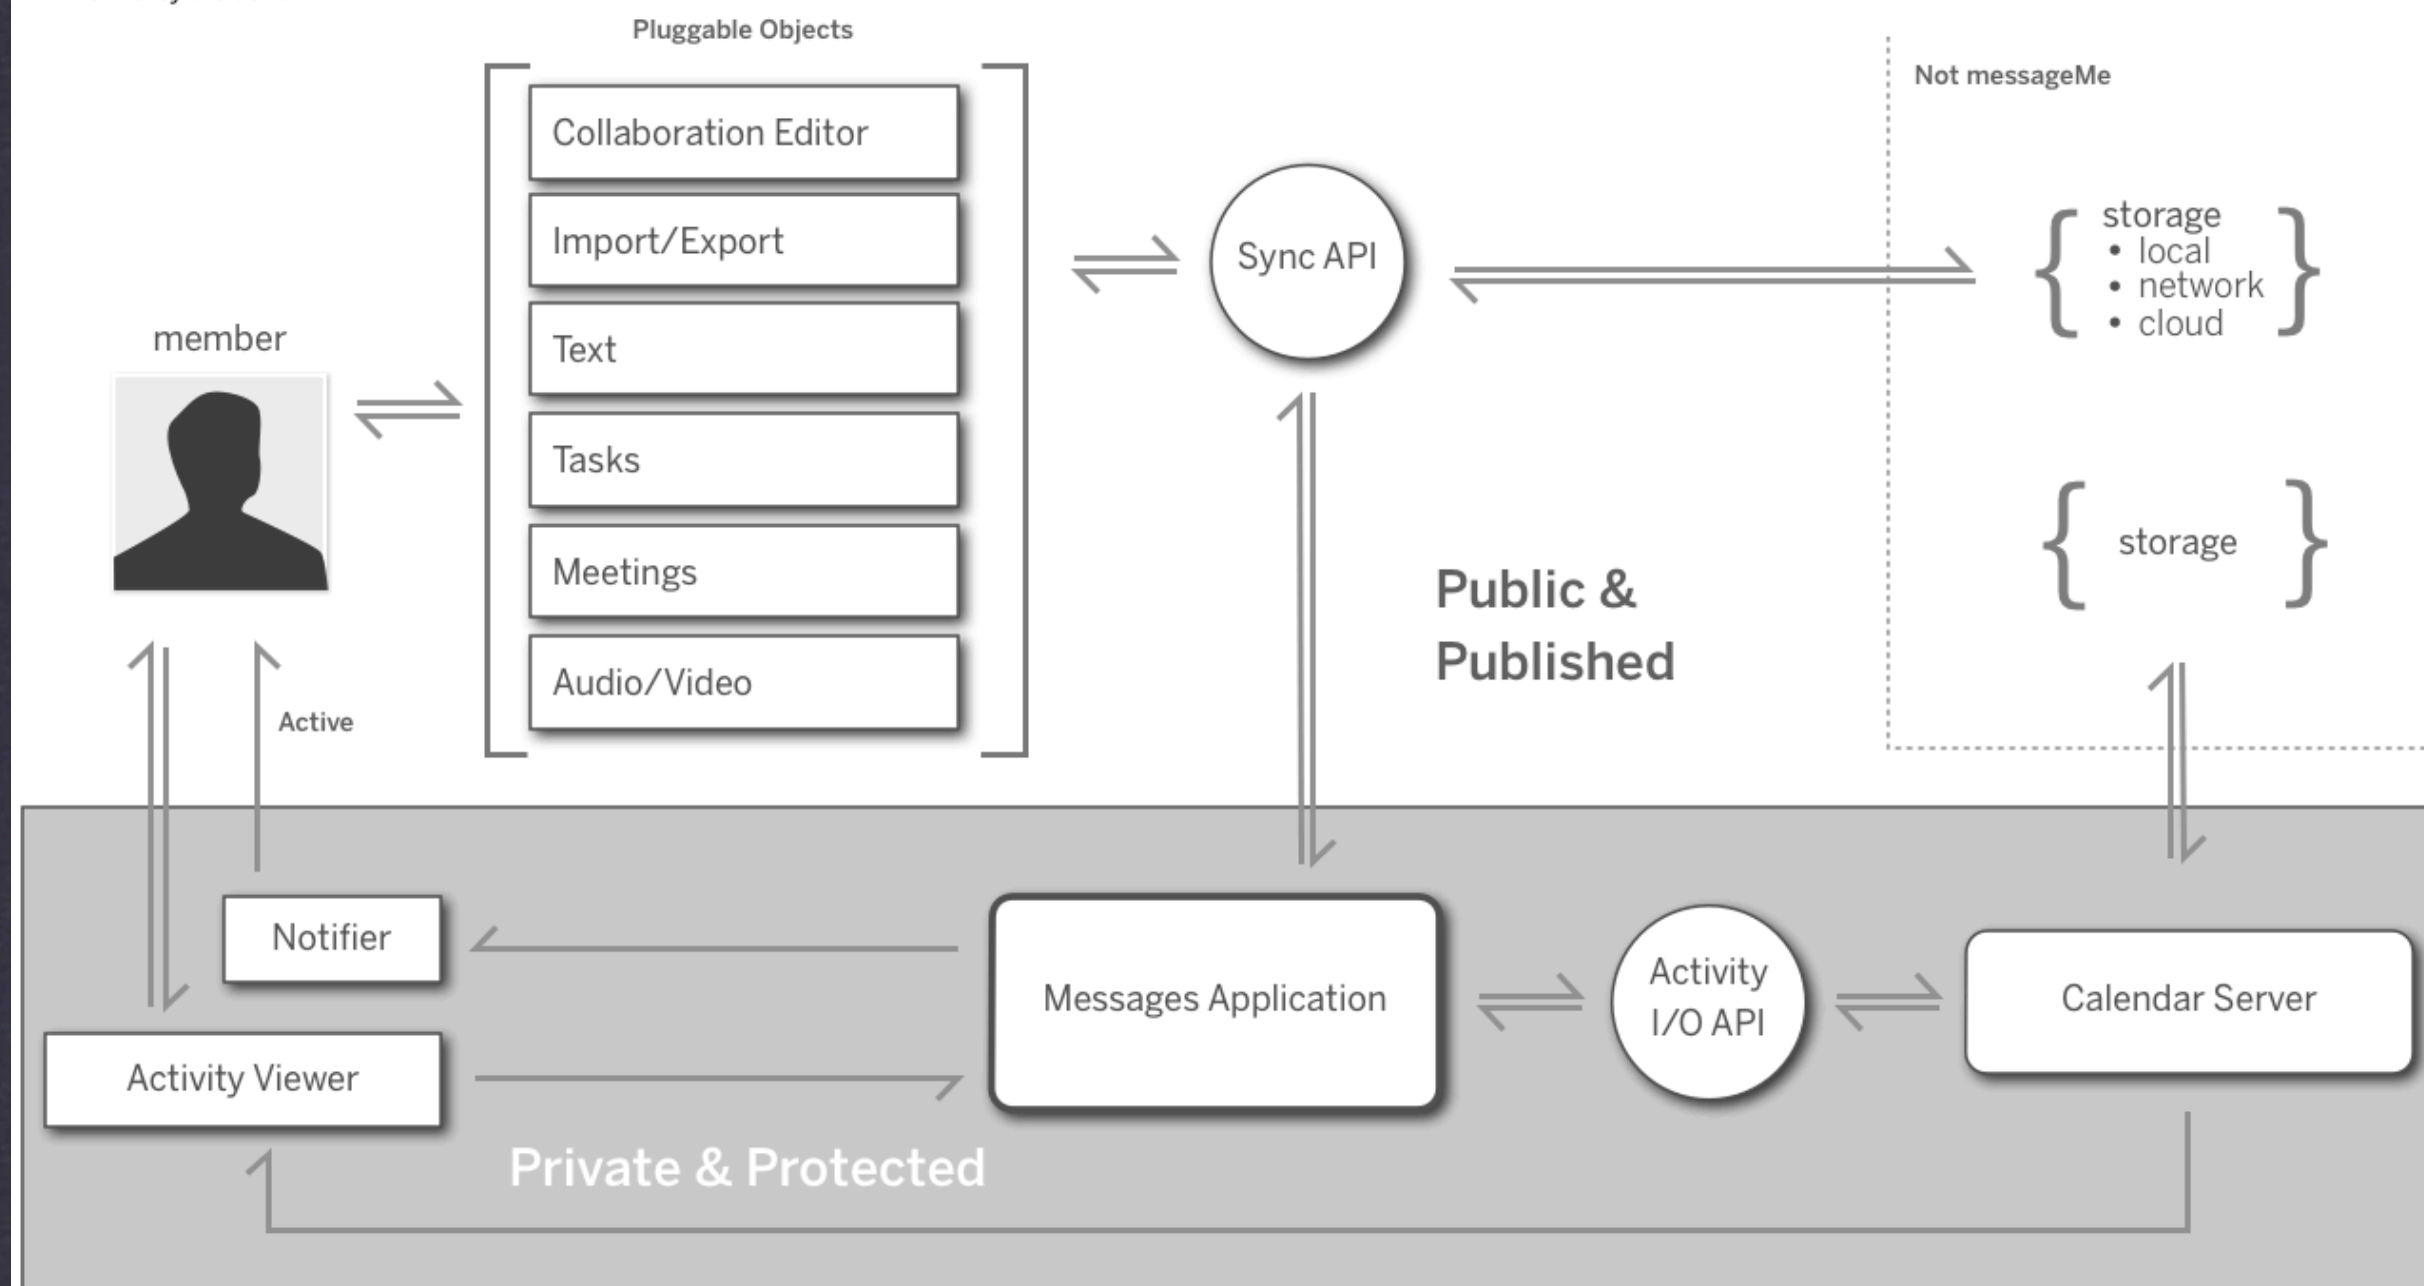 Pluggable Objects
Not messageMe
Collaboration Editor
Import/Export
Text
Tasks
Meetings
Audio/Video
member
Active
Sync API
storage
• local
• network
• cloud
storage
Public &
Published
Notifier
Activity Viewer
Messages Application
Activity
I/O API
Calendar Server
Private & Protected